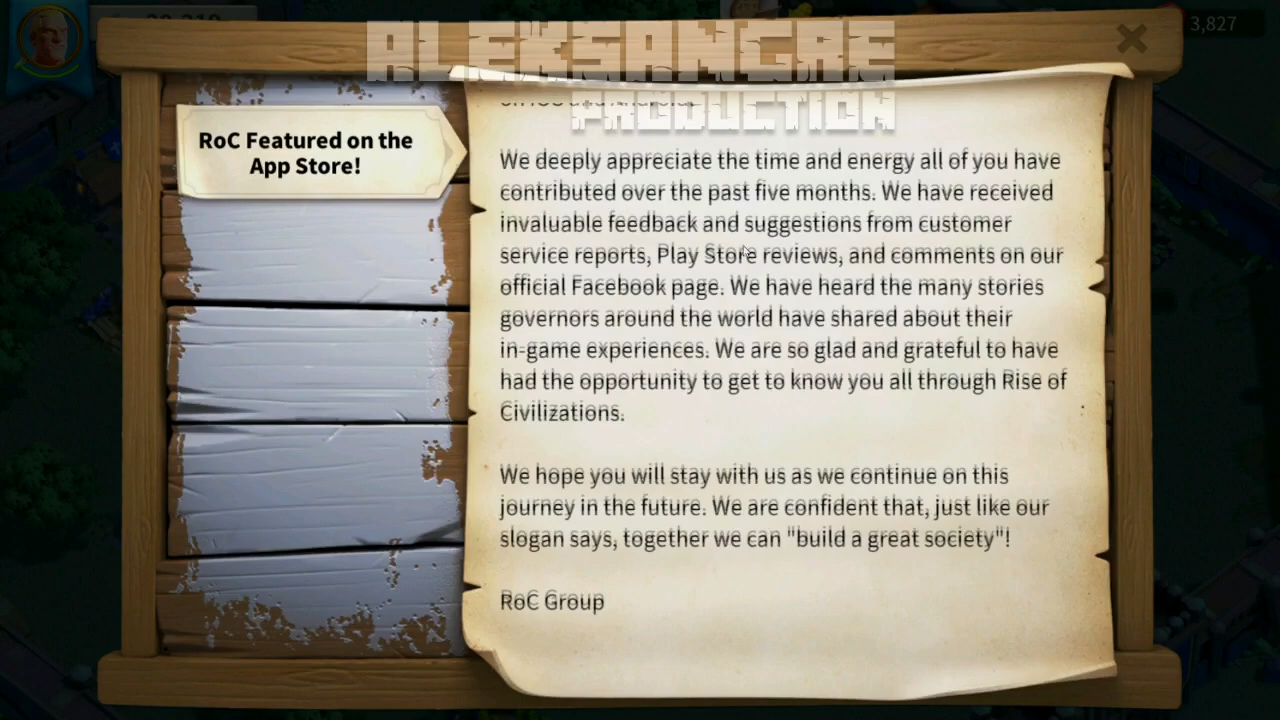 3,827
ALEKSANGRE
PRODUCTION
RoC Featured on the
App Store!
We deeply appreciate the time and energy all of you have
contributed over the past five months. We have received
invaluable feedback and suggestions from customer
service reports, Play Store reviews, and comments on our
official Facebook page. We have heard the many stories
governors around the world have shared about their
in-game experiences. We are so glad and grateful to have
had the opportunity to get to know you all through Rise of
Civilizations.
We hope you will stay with us as we continue on this
journey in the future. We are confident that, just like our
slogan says, together we can "build a great society"!
RoC Group